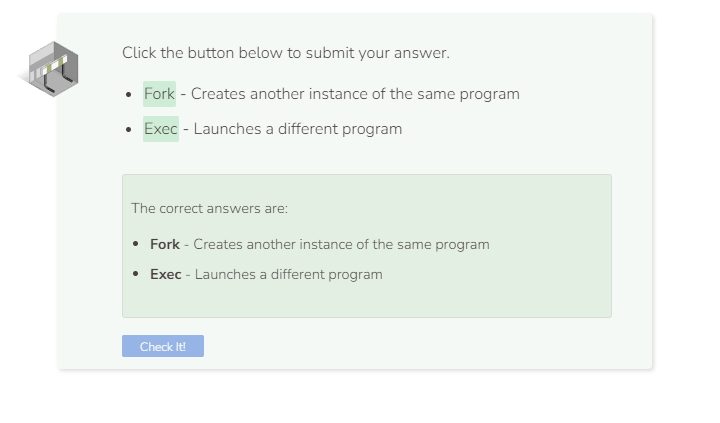 Click the button below to submit your answer.
• Fork - Creates another instance of the same program
• Exec - Launches a different program
The correct answers are:
• Fork - Creates another instance of the same program
• Exec - Launches a different program
Check It!